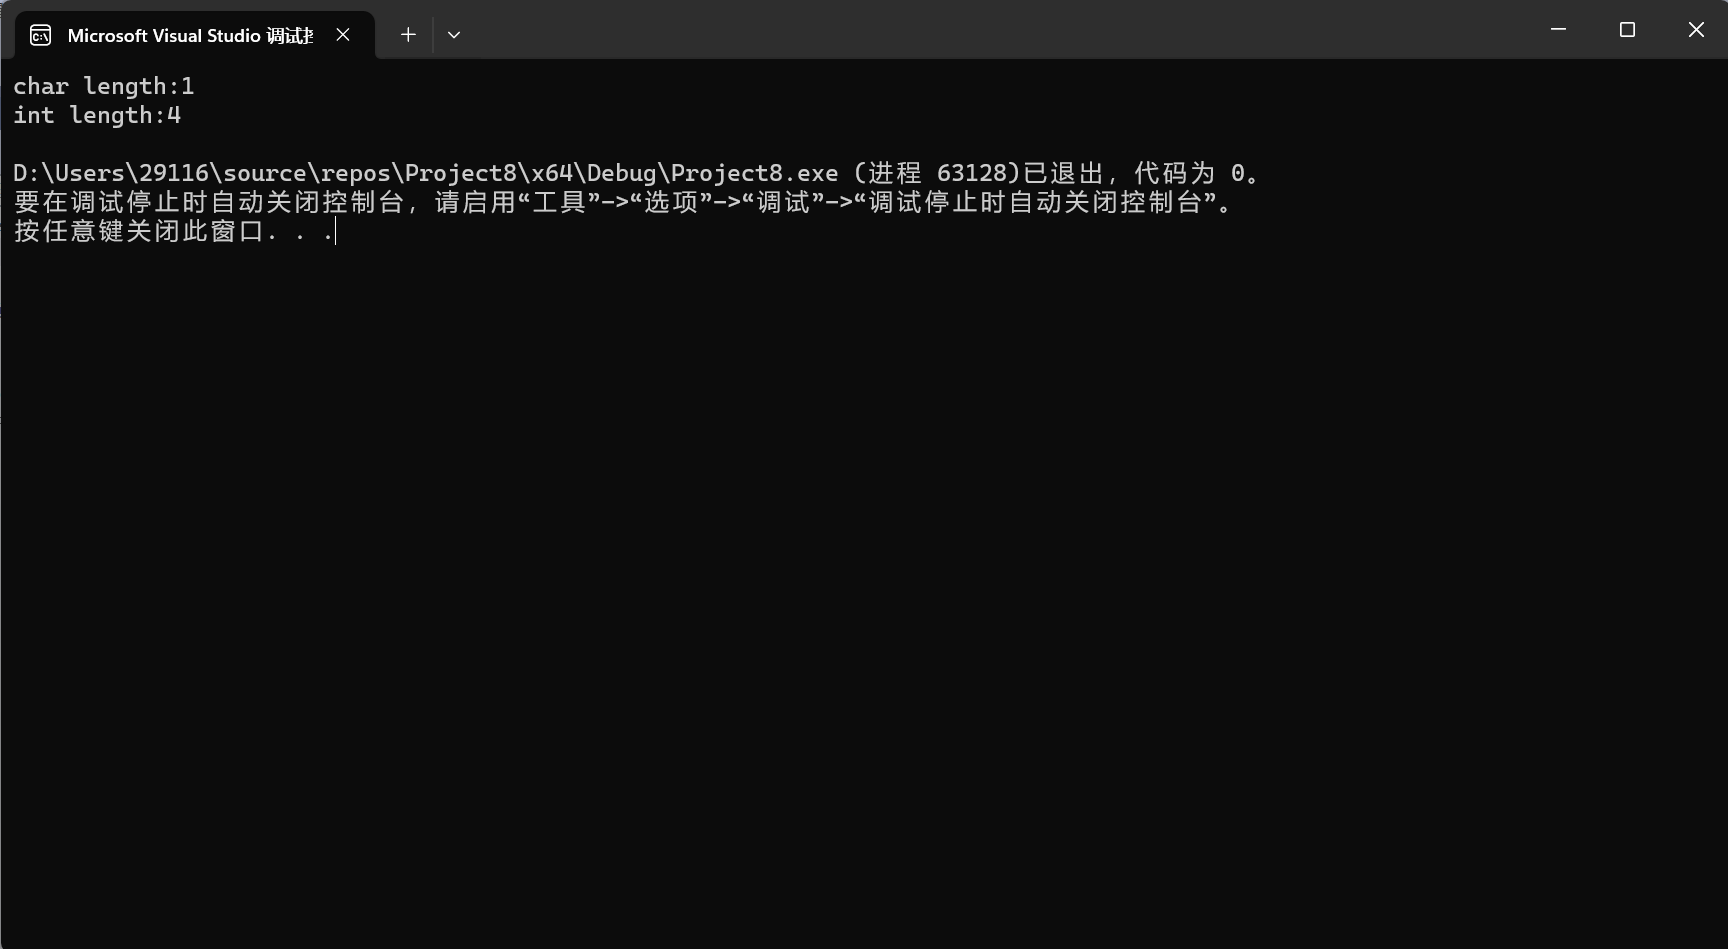 Microsoft Visual Studio 调试
char length:1
int length:4
D:\Users\29116\source\repos\Project8\x64\Debug\Project8.exe (进程 63128)已退出，代码为 0。
要在调试停止时自动关闭控制台，请启用“工具”->“选项”->“调试”->“调试停止时自动关闭控制台”。
按任意键关闭此窗口. . .